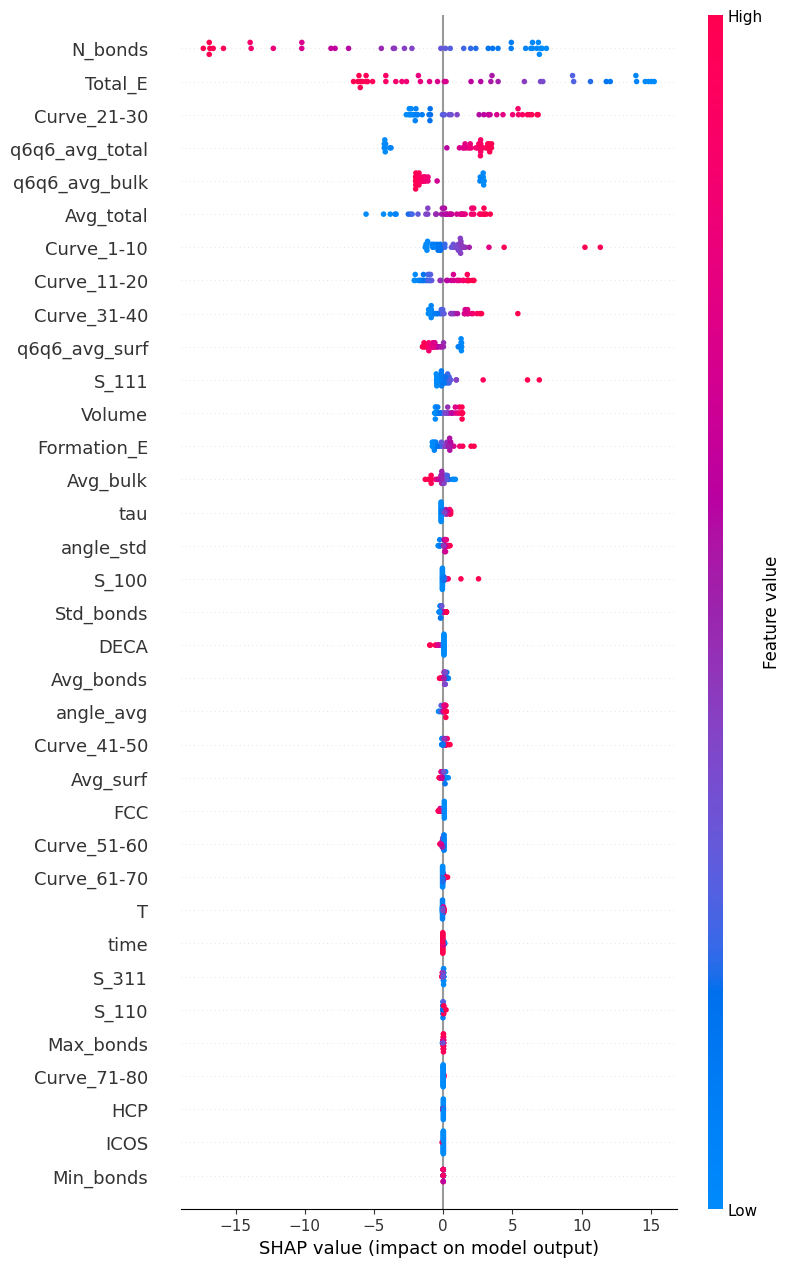 High
N_bonds
Total_E
Curve_21-30
q6q6_avg_total
q6q6_avg_bulk
Avg_total
Curve_1-10
Curve_11-20
Curve_31-40
q6q6_avg_surf
S_111
Volume
Formation_E
Avg_bulk
tau
angle_std
S_100
Std_bonds
DECA
Avg_bonds
angle_avg
Curve_41-50
Avg_surf
FCC
Curve_51-60
Curve_61-70
T
time
S_311
S_110
Max_bonds
Curve_71-80
HCP
ICOS
Min_bonds
Feature value
Low
−15 −10 −5 0 5 10 15
SHAP value (impact on model output)